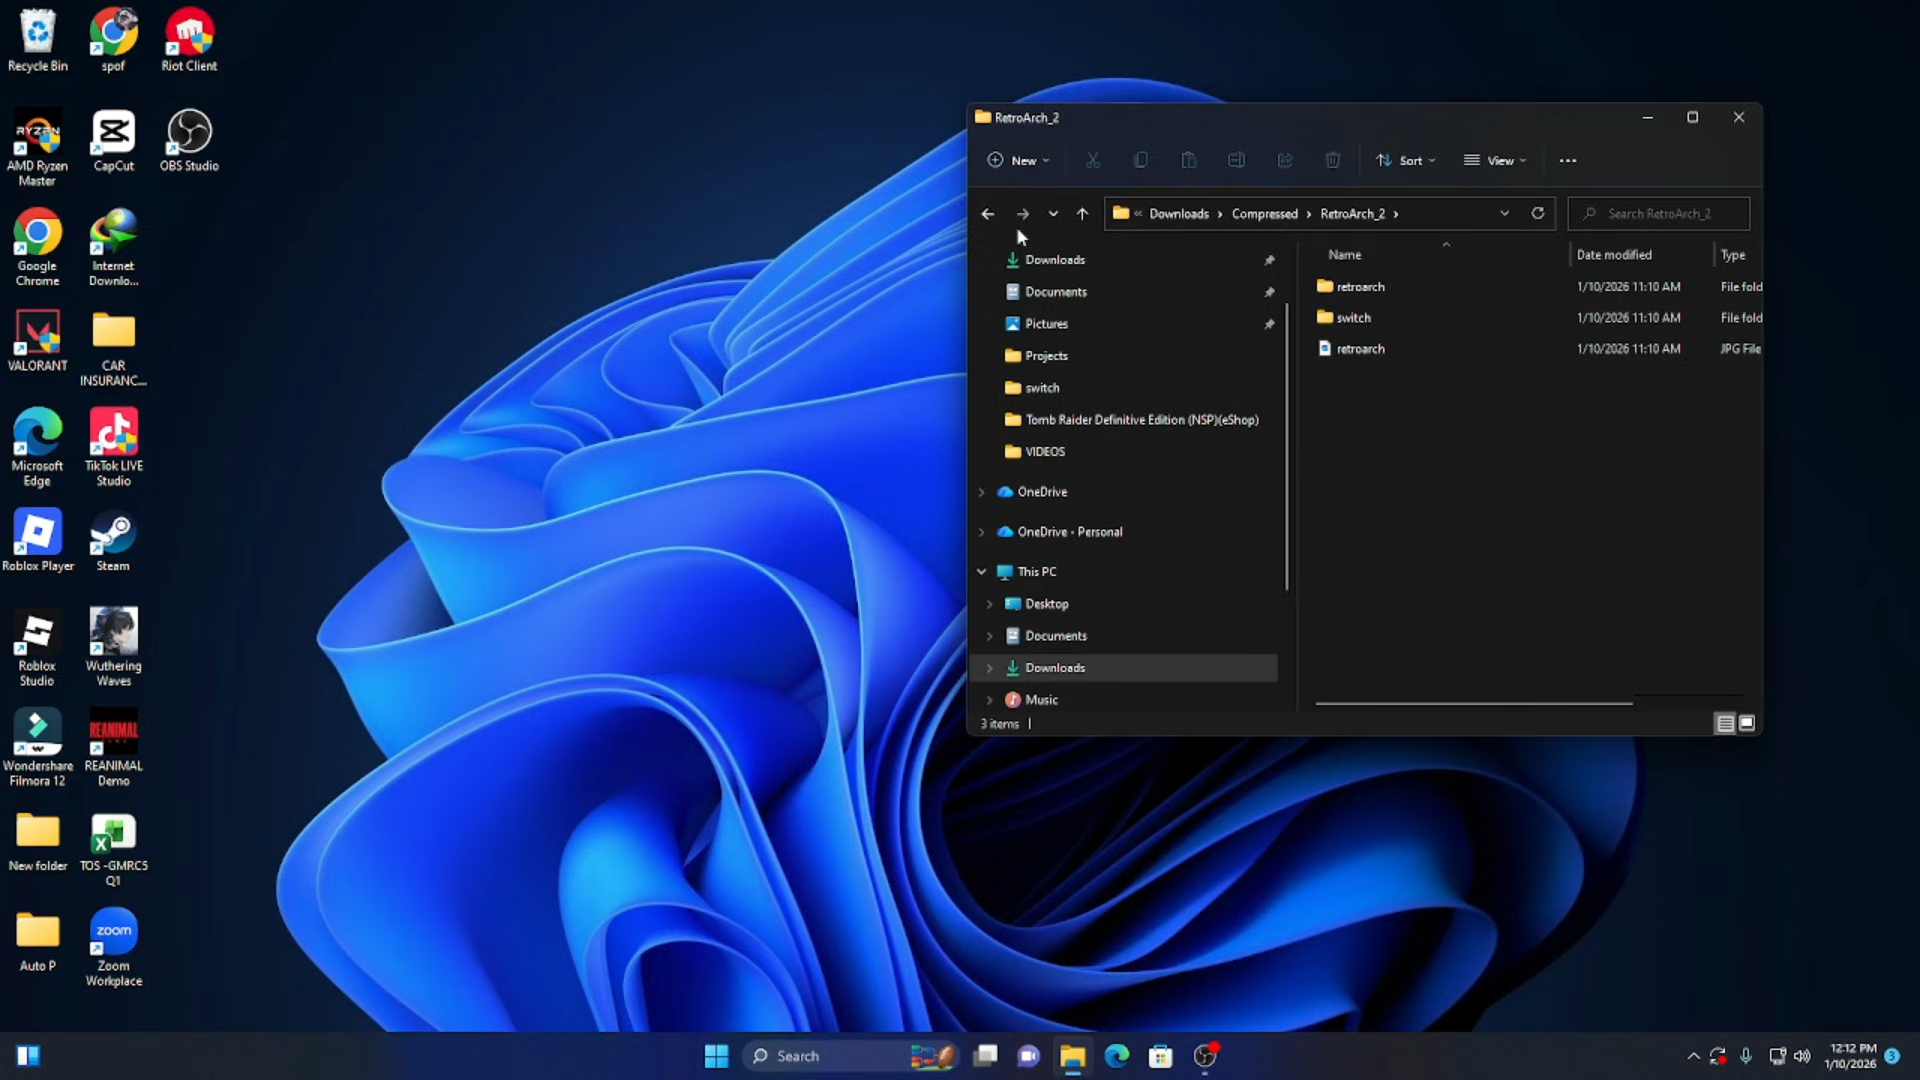 Recycle Bin
spof
Riot Client
RYZEN
AMD Ryzen
Master
CapCut
OBS Studio
Google
Chrome
Internet
Downlo...
VALORANT
CAR
INSURANC...
Microsoft
Edge
TikTok LIVE
Studio
Roblox Player
Steam
Roblox
Studio
Wuthering
Waves
Wondershare
Filmora 12
REANIMAL
REANIMAL
Demo
New folder
TOS -GMRC5
Q1
Auto P
zoom
Zoom
Workplace
RetroArch_2
New
Sort
View
Downloads > Compressed > RetroArch_2 >
Search RetroArch_2
Downloads
Documents
Pictures
Projects
switch
Tomb Raider Definitive Edition (NSP)(eShop)
VIDEOS
OneDrive
OneDrive - Personal
This PC
Desktop
Documents
Downloads
Music
Name
Date modified
Type
retroarch
1/10/2026 11:10 AM
File fold
switch
1/10/2026 11:10 AM
File fold
retroarch
1/10/2026 11:10 AM
JPG File
3 items
Search
12:12 PM
1/10/2026
3